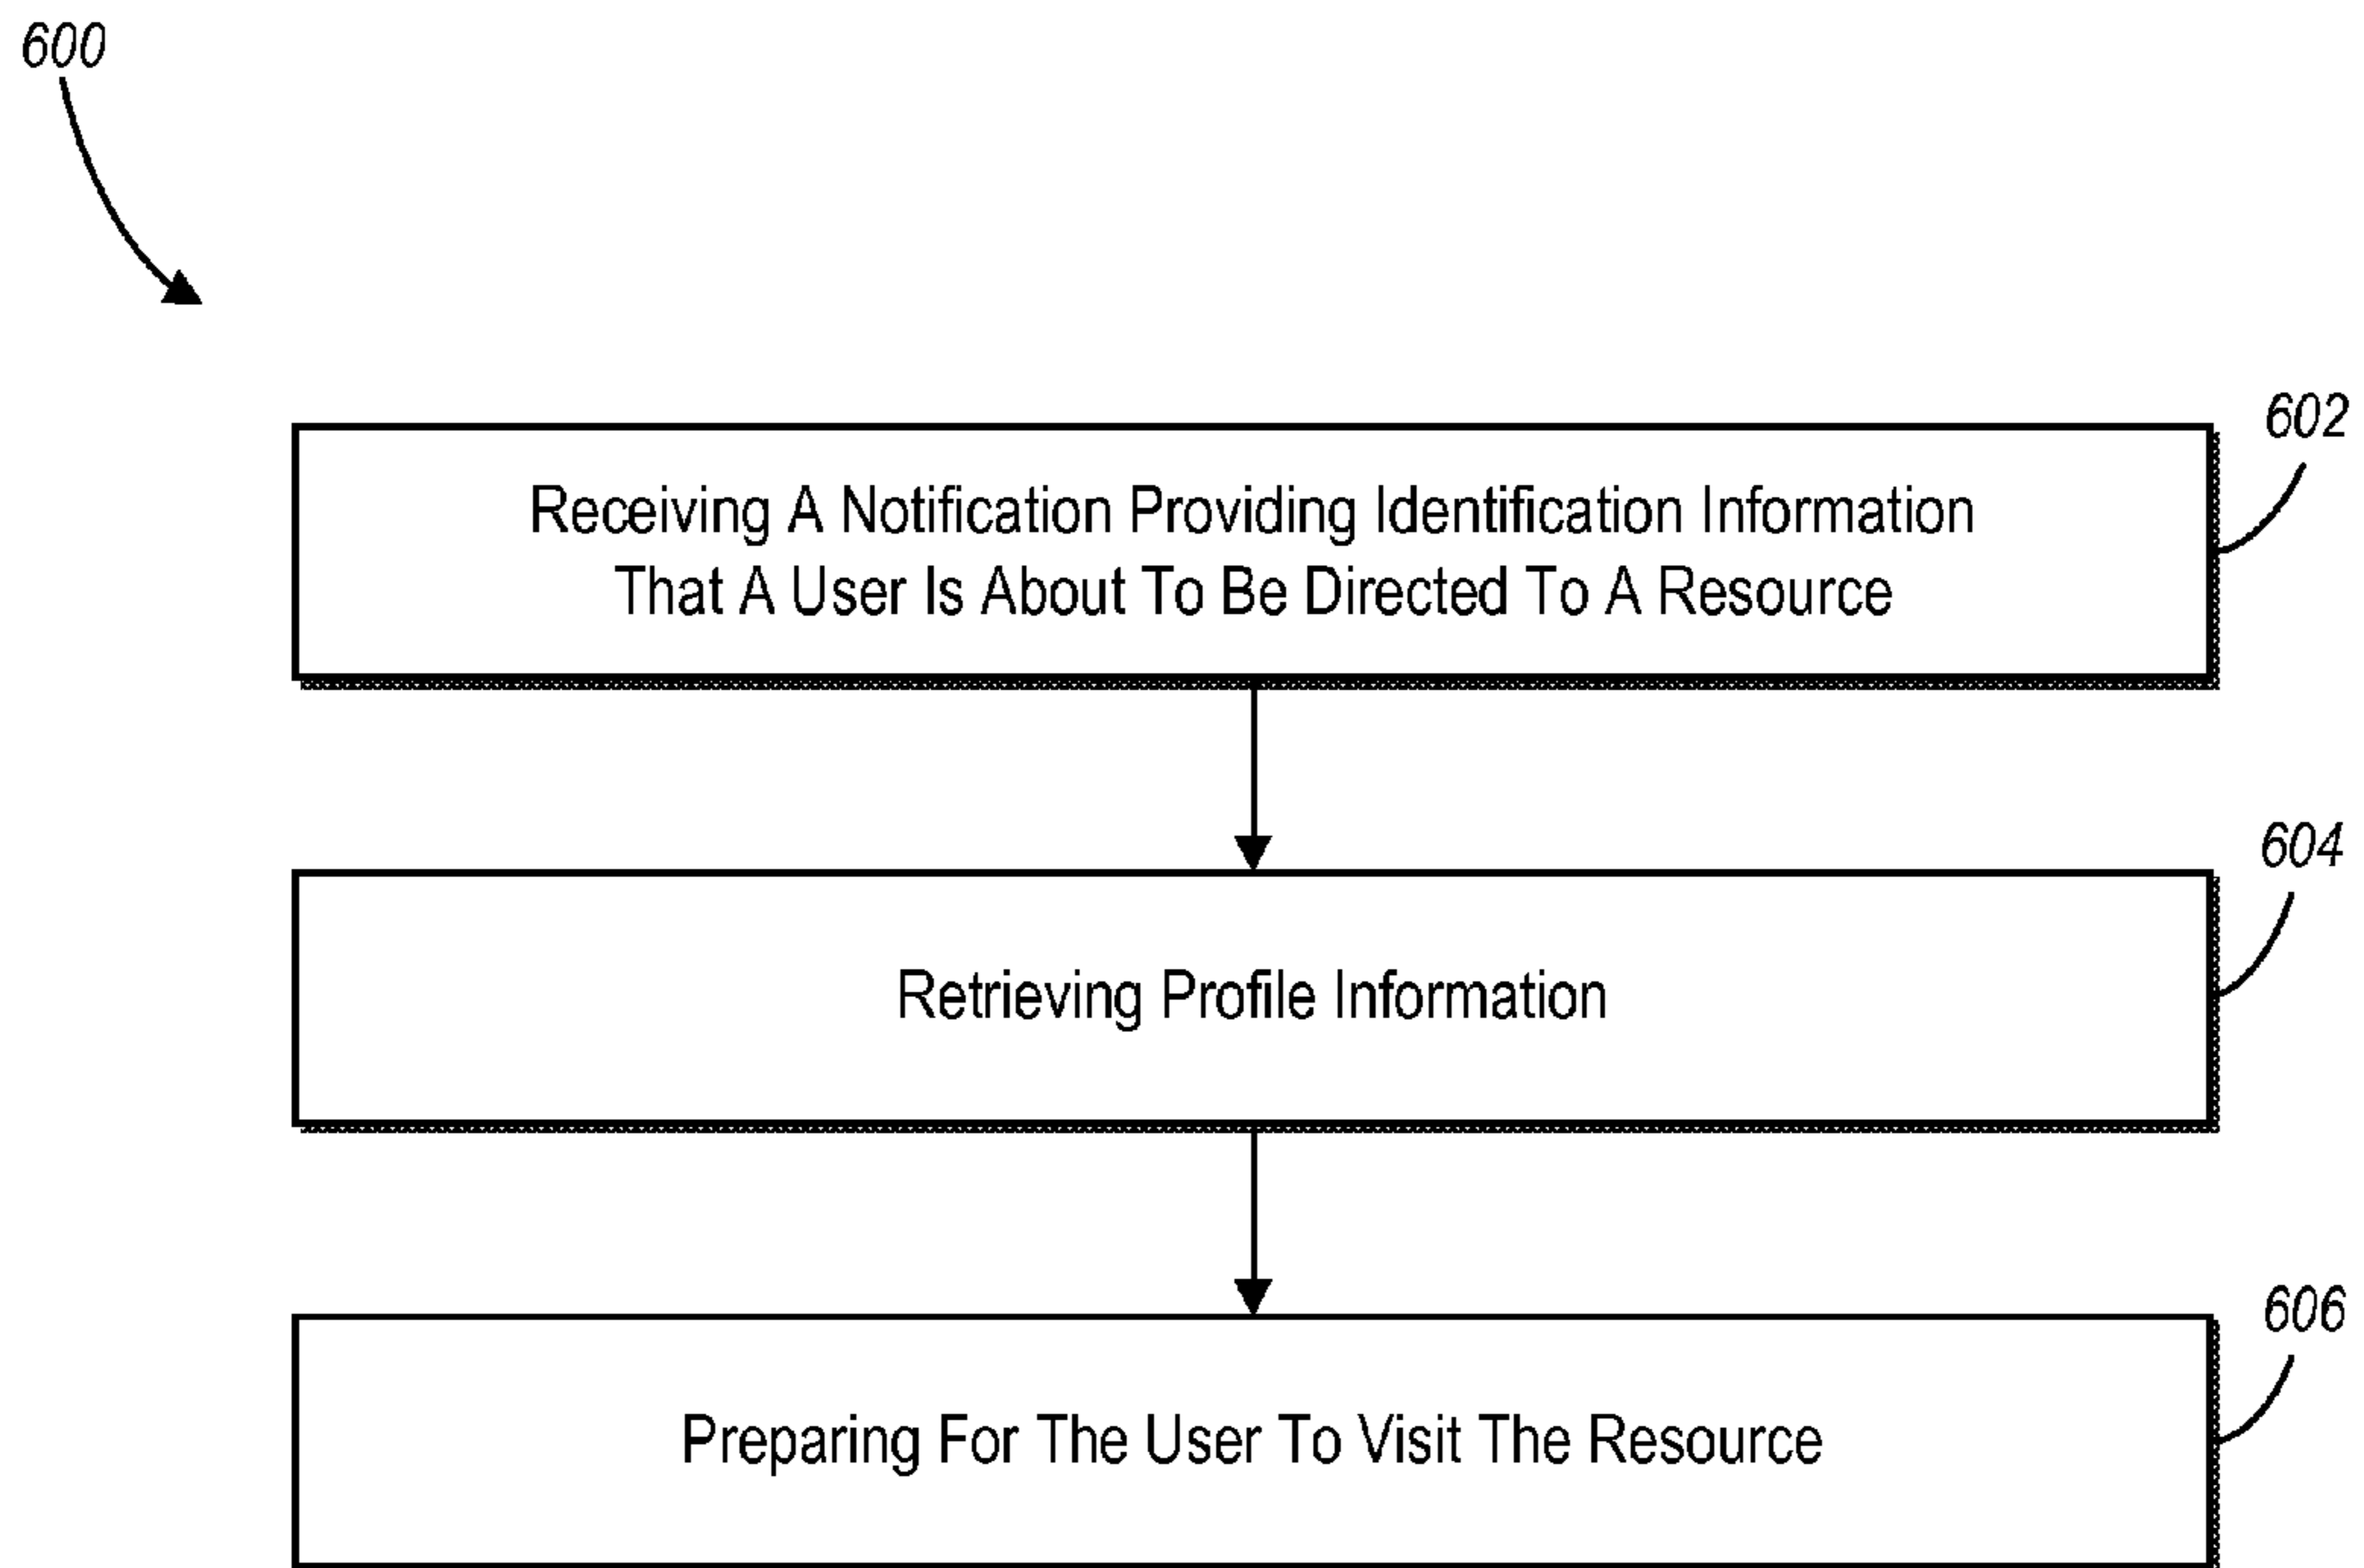 600
602
Receiving A Notification Providing Identification Information
That A User Is About To Be Directed To A Resource
604
Retrieving Profile Information
606
Preparing For The User To Visit The Resource